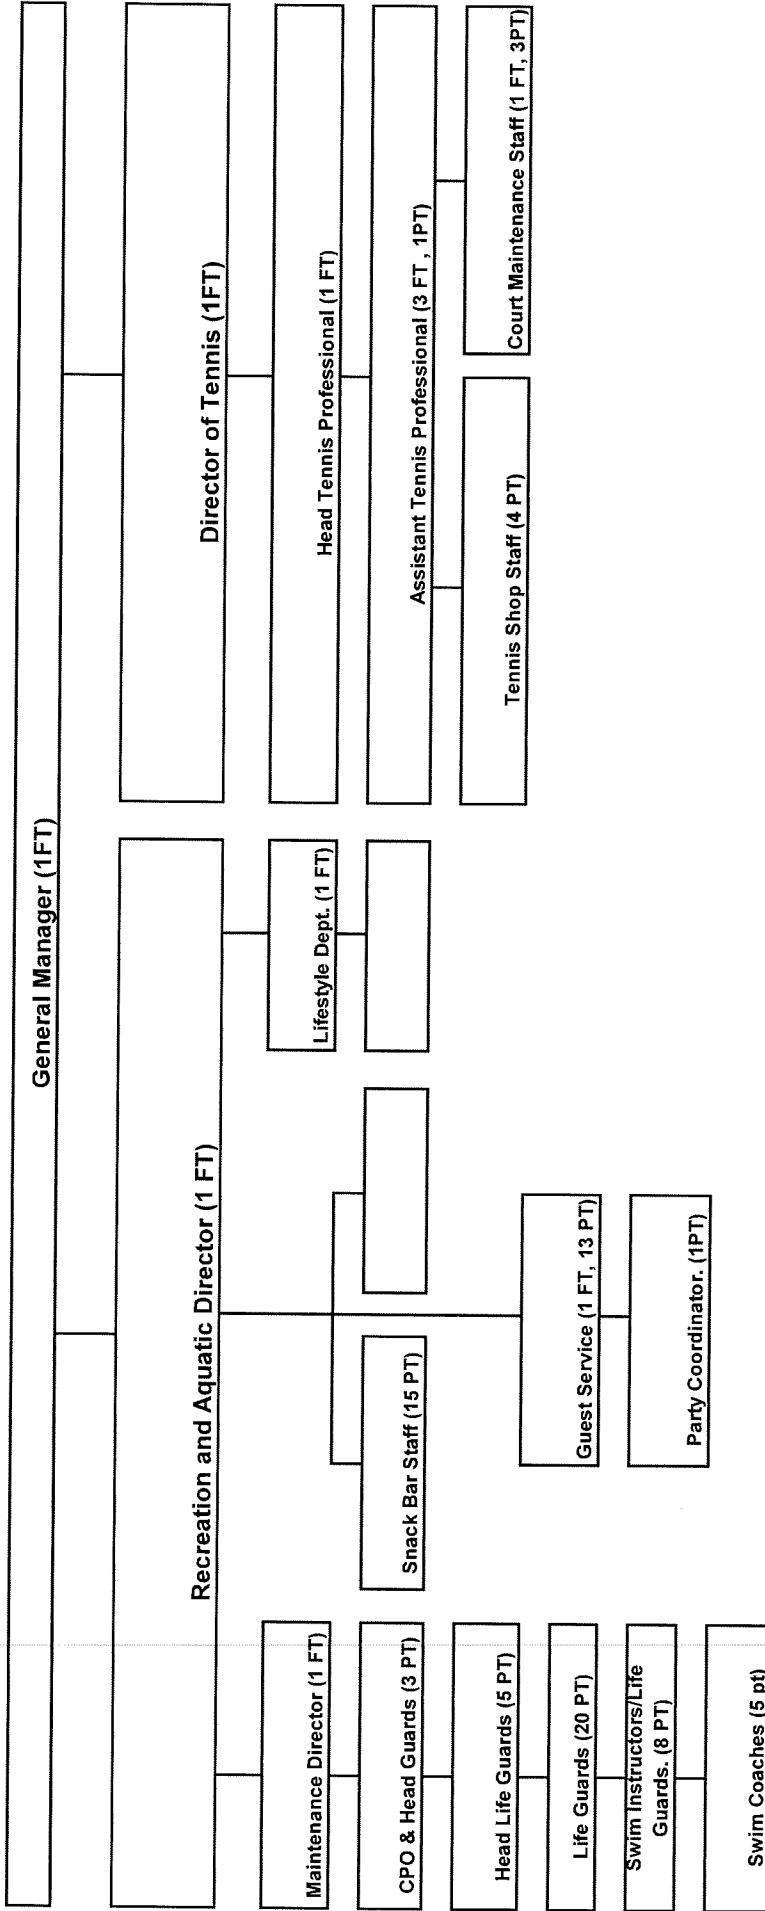 General Manager (1FT)
Recreation and Aquatic Director (1 FT)
Director of Tennis (1FT)
Maintenance Director (1 FT)
Lifestyle Dept. (1 FT)
Head Tennis Professional (1 FT)
CPO & Head Guards (3 PT)
Snack Bar Staff (15 PT)
Assistant Tennis Professional (3 FT , 1PT)
Head Life Guards (5 PT)
Tennis Shop Staff (4 PT)
Court Maintenance Staff (1 FT, 3PT)
Life Guards (20 PT)
Guest Service (1 FT, 13 PT)
Swim Instructors/Life
Guards. (8 PT)
Party Coordinator. (1PT)
Swim Coaches (5 pt)